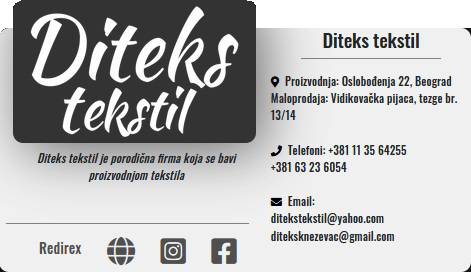 Diteks
tekstil
Diteks tekstil je porodična firma koja se bavi
proizvodnjom tekstila
Redirex
Diteks tekstil
Proizvodnja: Oslobođenja 22, Beograd
Maloprodaja: Vidikovačka pijaca, tezge br.
13/14
Telefoni: +381 11 35 64255
+381 63 23 6054
Email:
ditekstekstil@yahoo.com
diteksknezevac@gmail.com